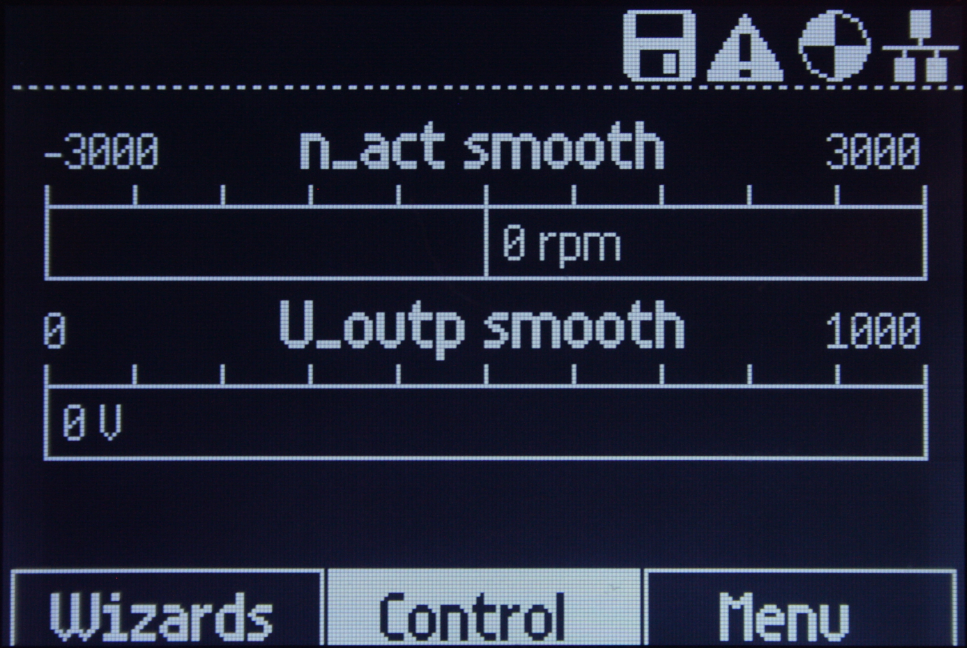 -3000 n_act smooth 3000
0 rpm
0 U_outp smooth 1000
0 V
Wizards Control Menu